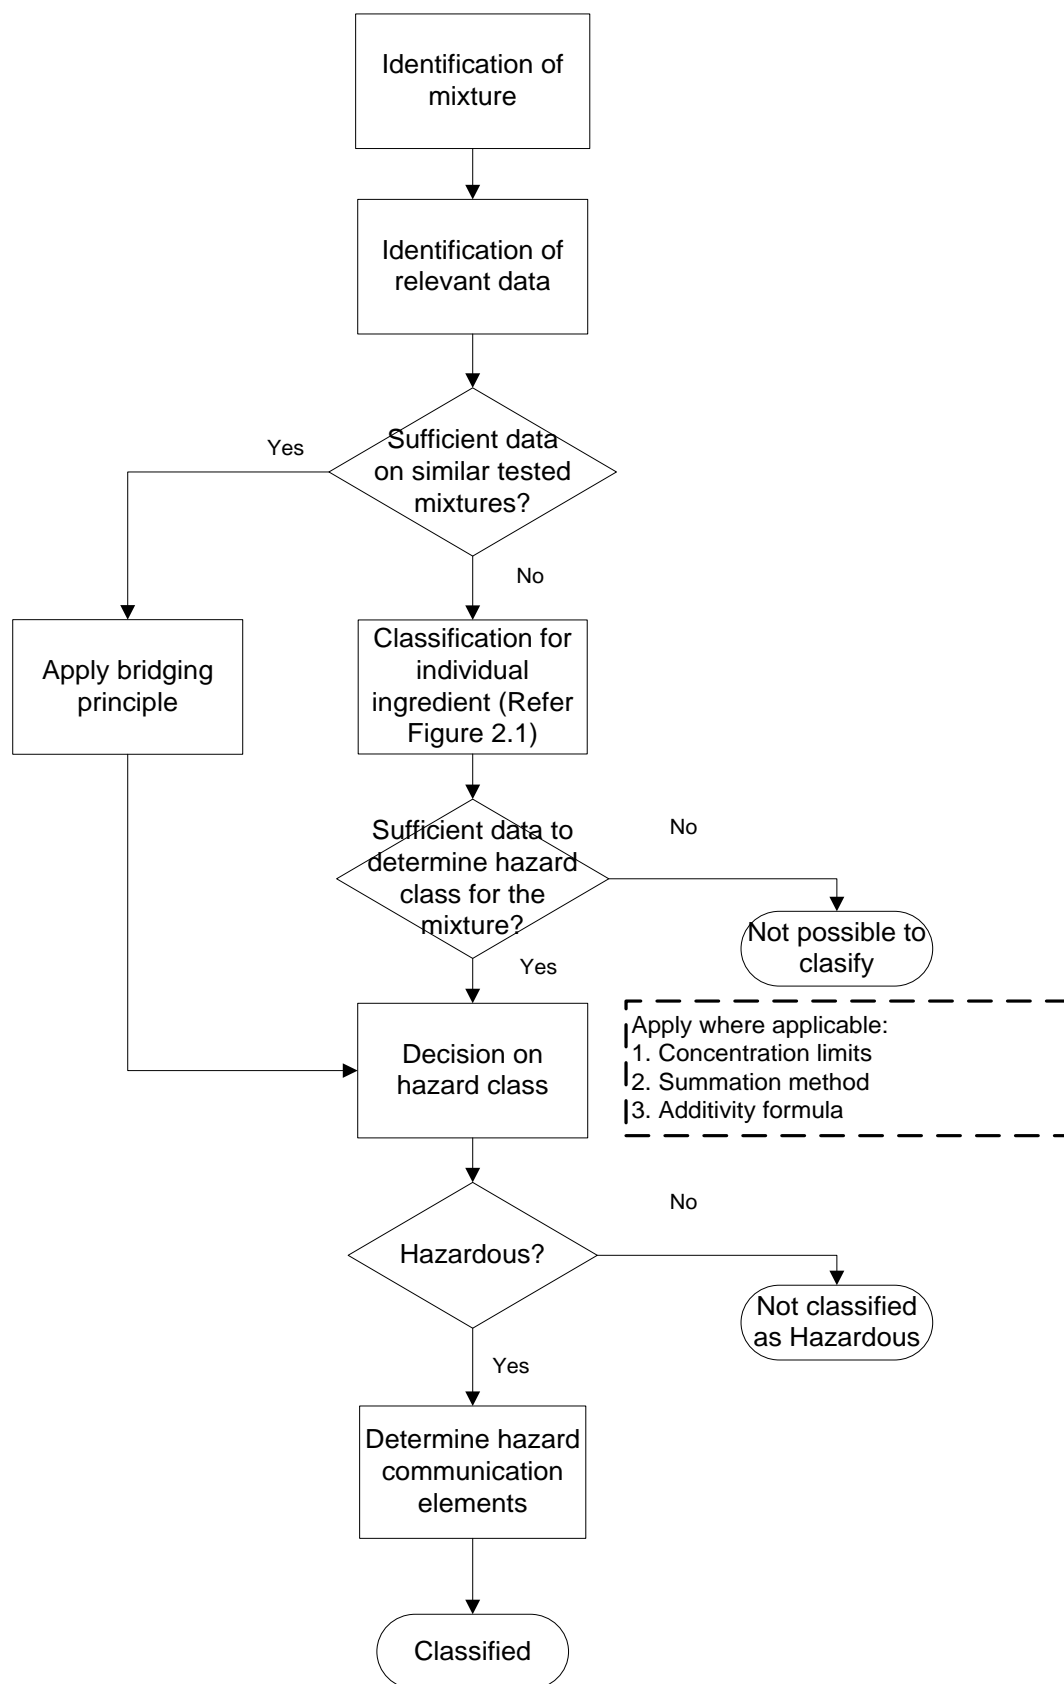 Identification of
mixture
Identification of
relevant data
Sufficient data
on similar tested
mixtures?
Yes
No
Apply bridging
principle
Classification for
individual
ingredient (Refer
Figure 2.1)
Sufficient data to
determine hazard
class for the
mixture?
No
Yes
Not possible to
clasify
Decision on
hazard class
Apply where applicable:
1. Concentration limits
2. Summation method
3. Additivity formula
Hazardous?
No
Yes
Not classified
as Hazardous
Determine hazard
communication
elements
Classified